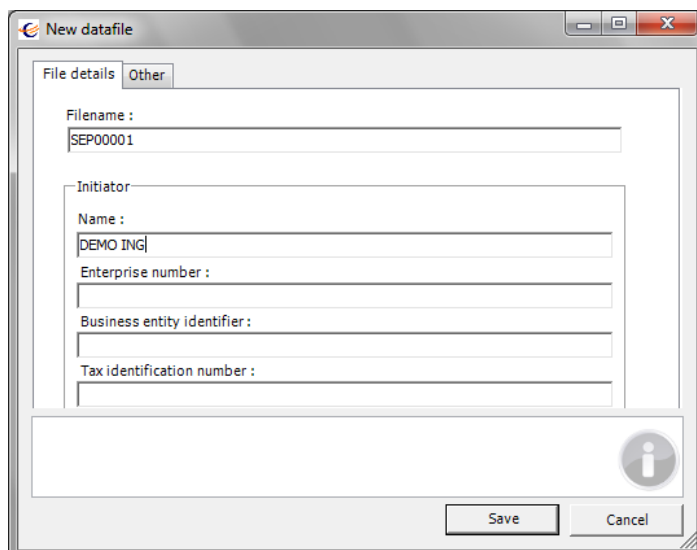 New datafile
File details Other
Filename :
SEP00001
Initiator
Name :
DEMO ING
Enterprise number :
Business entity identifier :
Tax identification number :
Save Cancel